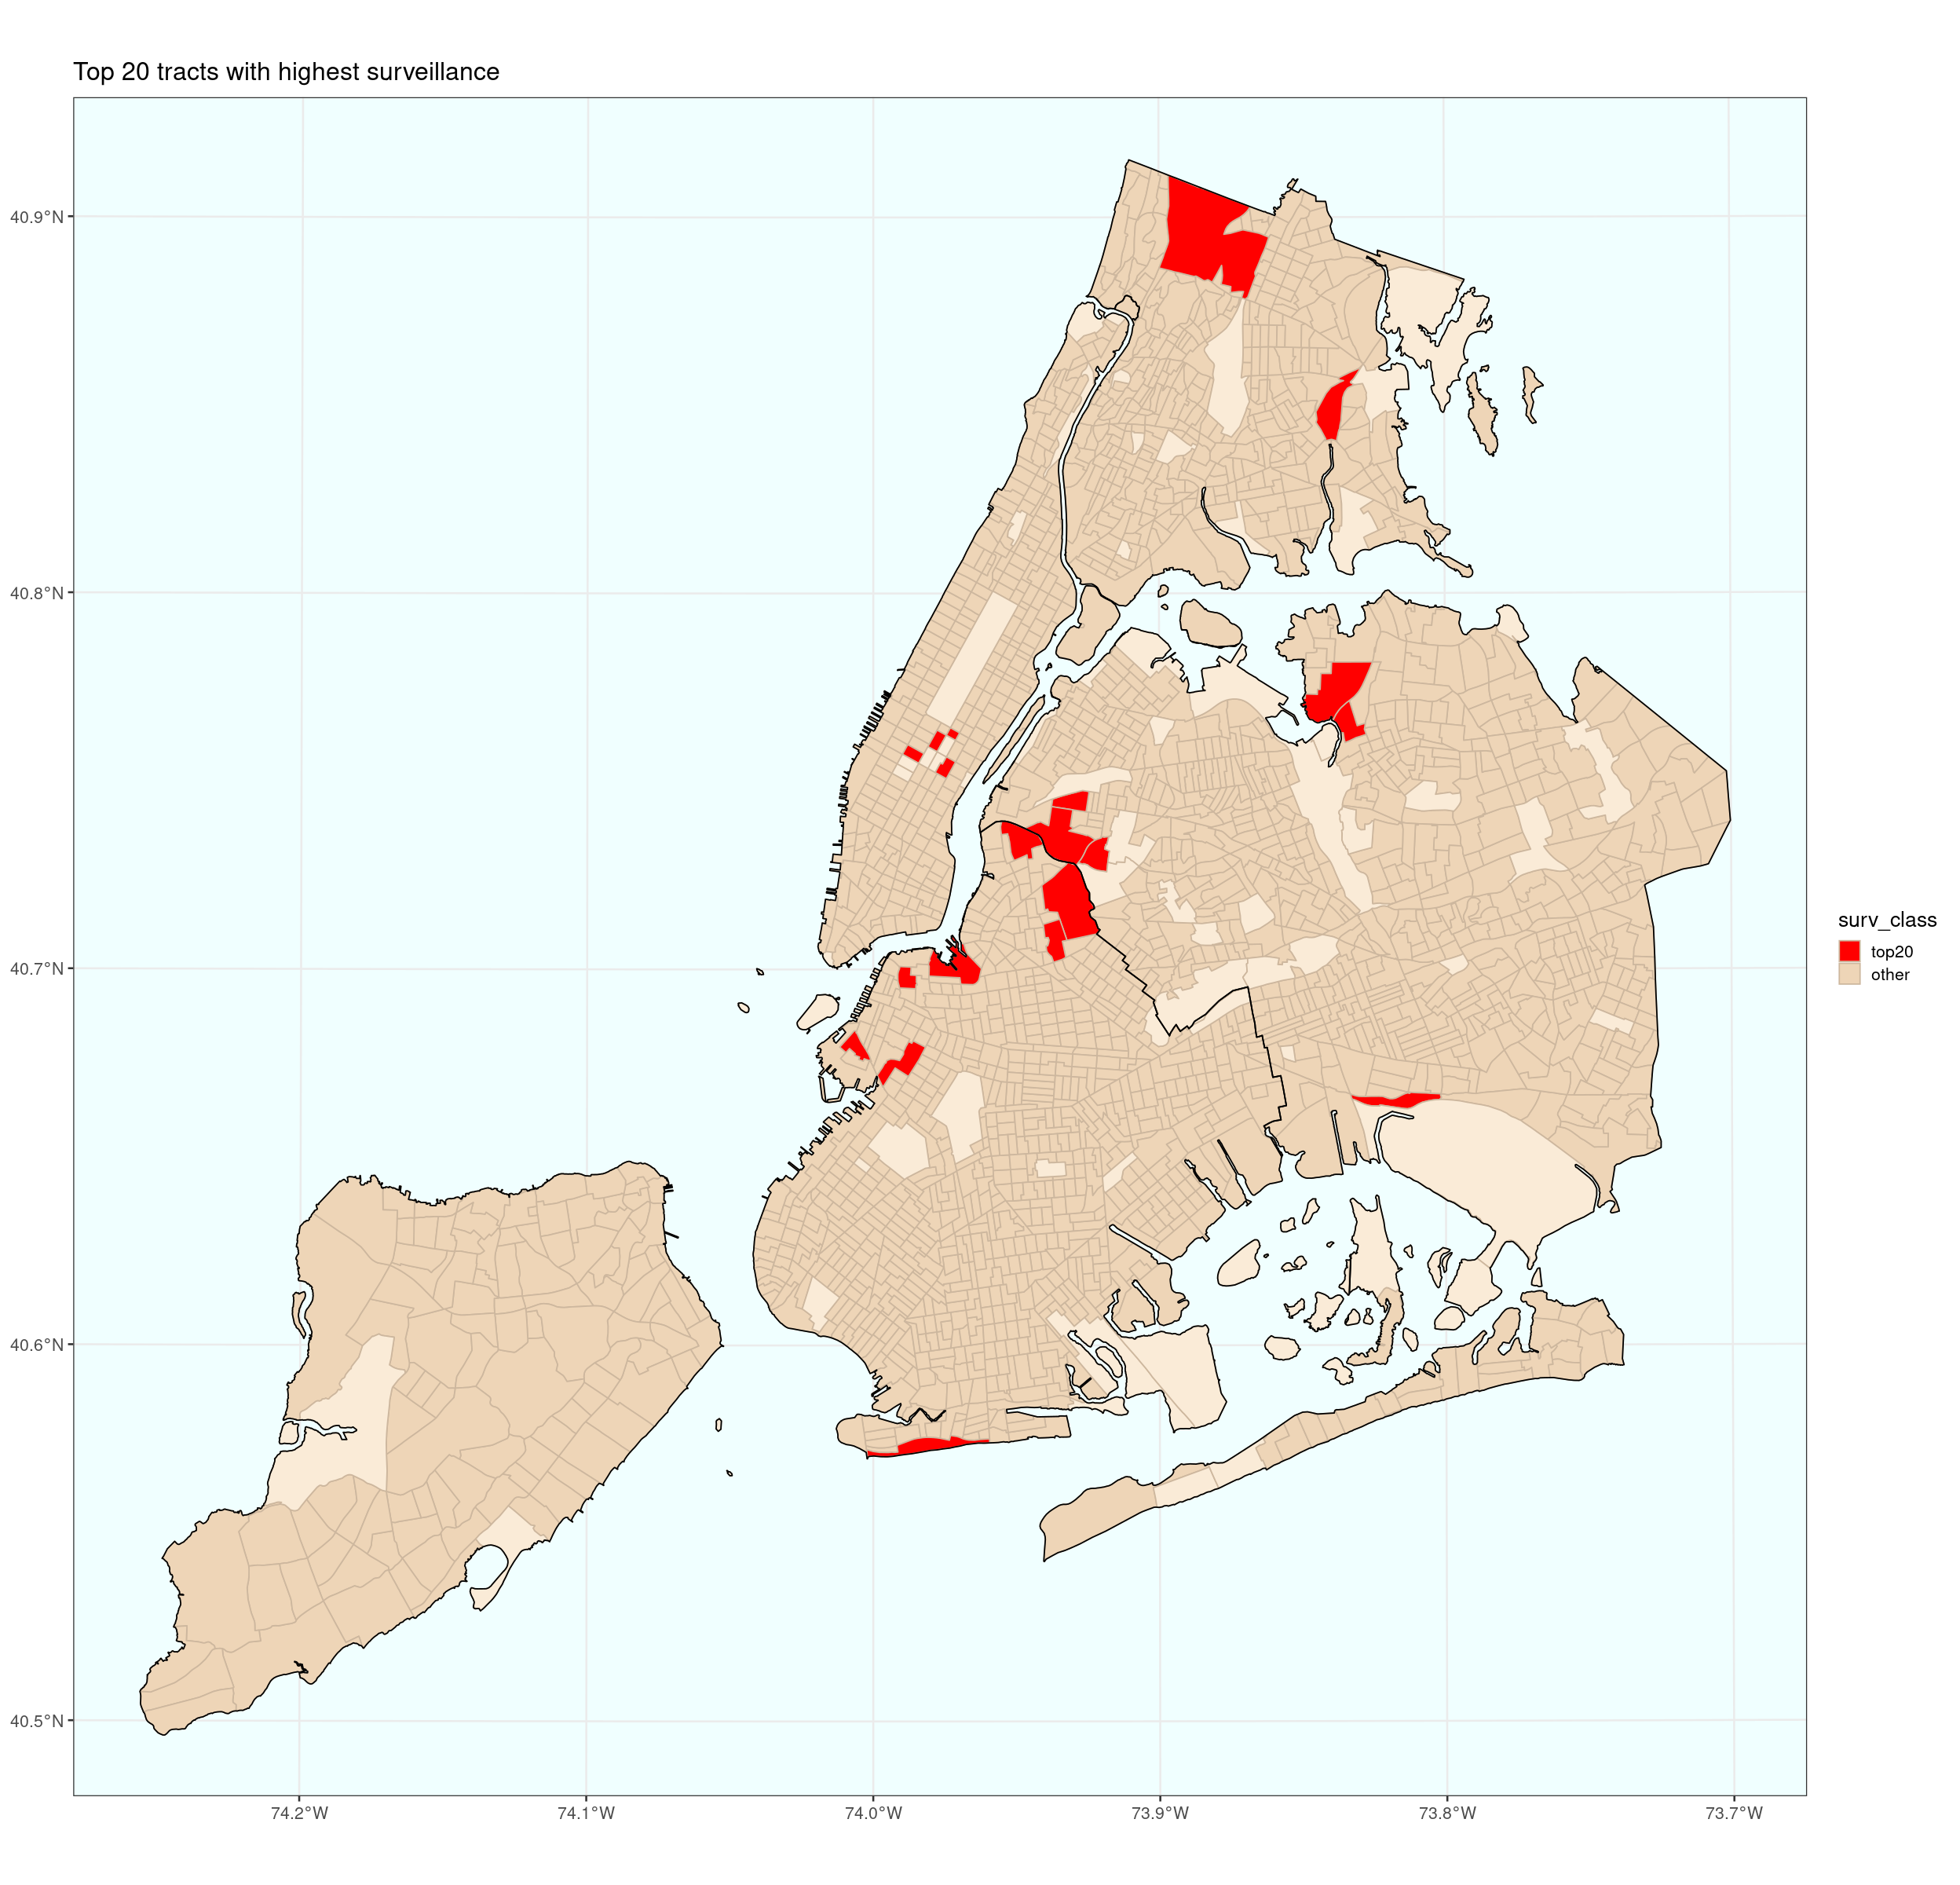 Top 20 tracts with highest surveillance
40.9°N
40.8°N
40.7°N
40.6°N
40.5°N
74.2°W
74.1°W
74.0°W
73.9°W
73.8°W
73.7°W
surv_class
top20
other